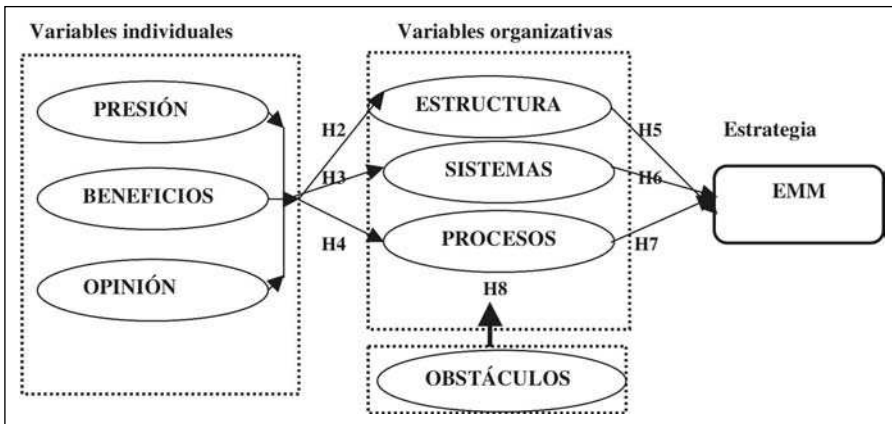 Variables individuales
Variables organizativas
PRESIÓN
ESTRUCTURA
H2
H5
Estrategia
BENEFICIOS
H3
SISTEMAS
H6
EMM
OPINIÓN
H4
PROCESOS
H7
H8
OBSTÁCULOS